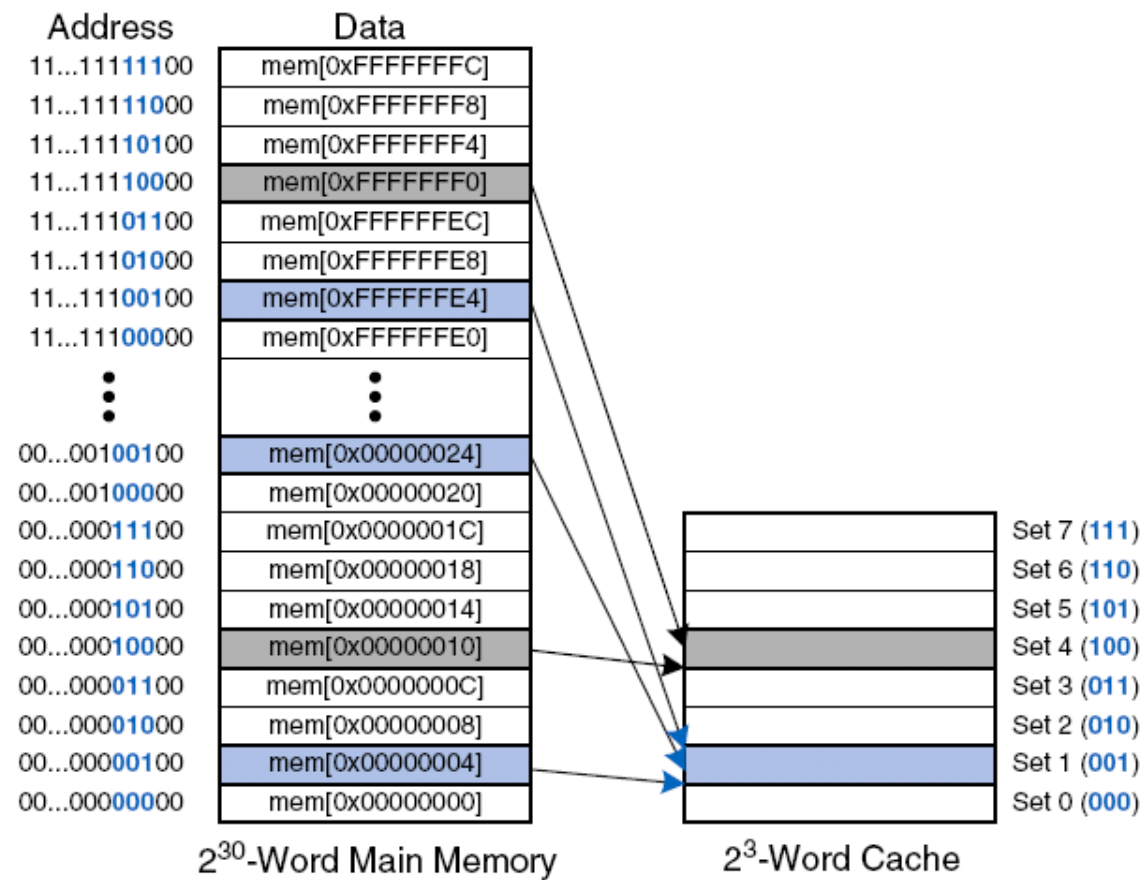 Address Data
11...11111100 mem[0xFFFFFFFC]
11...11111000 mem[0xFFFFFFF8]
11...11110100 mem[0xFFFFFFF4]
11...11110000 mem[0xFFFFFFF0]
11...11101100 mem[0xFFFFFFEC]
11...11101000 mem[0xFFFFFFE8]
11...11100100 mem[0xFFFFFFE4]
11...11100000 mem[0xFFFFFFE0]
00...00100100 mem[0x00000024]
00...00100000 mem[0x00000020]
00...00011100 mem[0x0000001C] Set 7 (111)
00...00011000 mem[0x00000018] Set 6 (110)
00...00010100 mem[0x00000014] Set 5 (101)
00...00010000 mem[0x00000010] Set 4 (100)
00...00001100 mem[0x0000000C] Set 3 (011)
00...00001000 mem[0x00000008] Set 2 (010)
00...00000100 mem[0x00000004] Set 1 (001)
00...00000000 mem[0x00000000] Set 0 (000)
2³⁰-Word Main Memory 2³-Word Cache